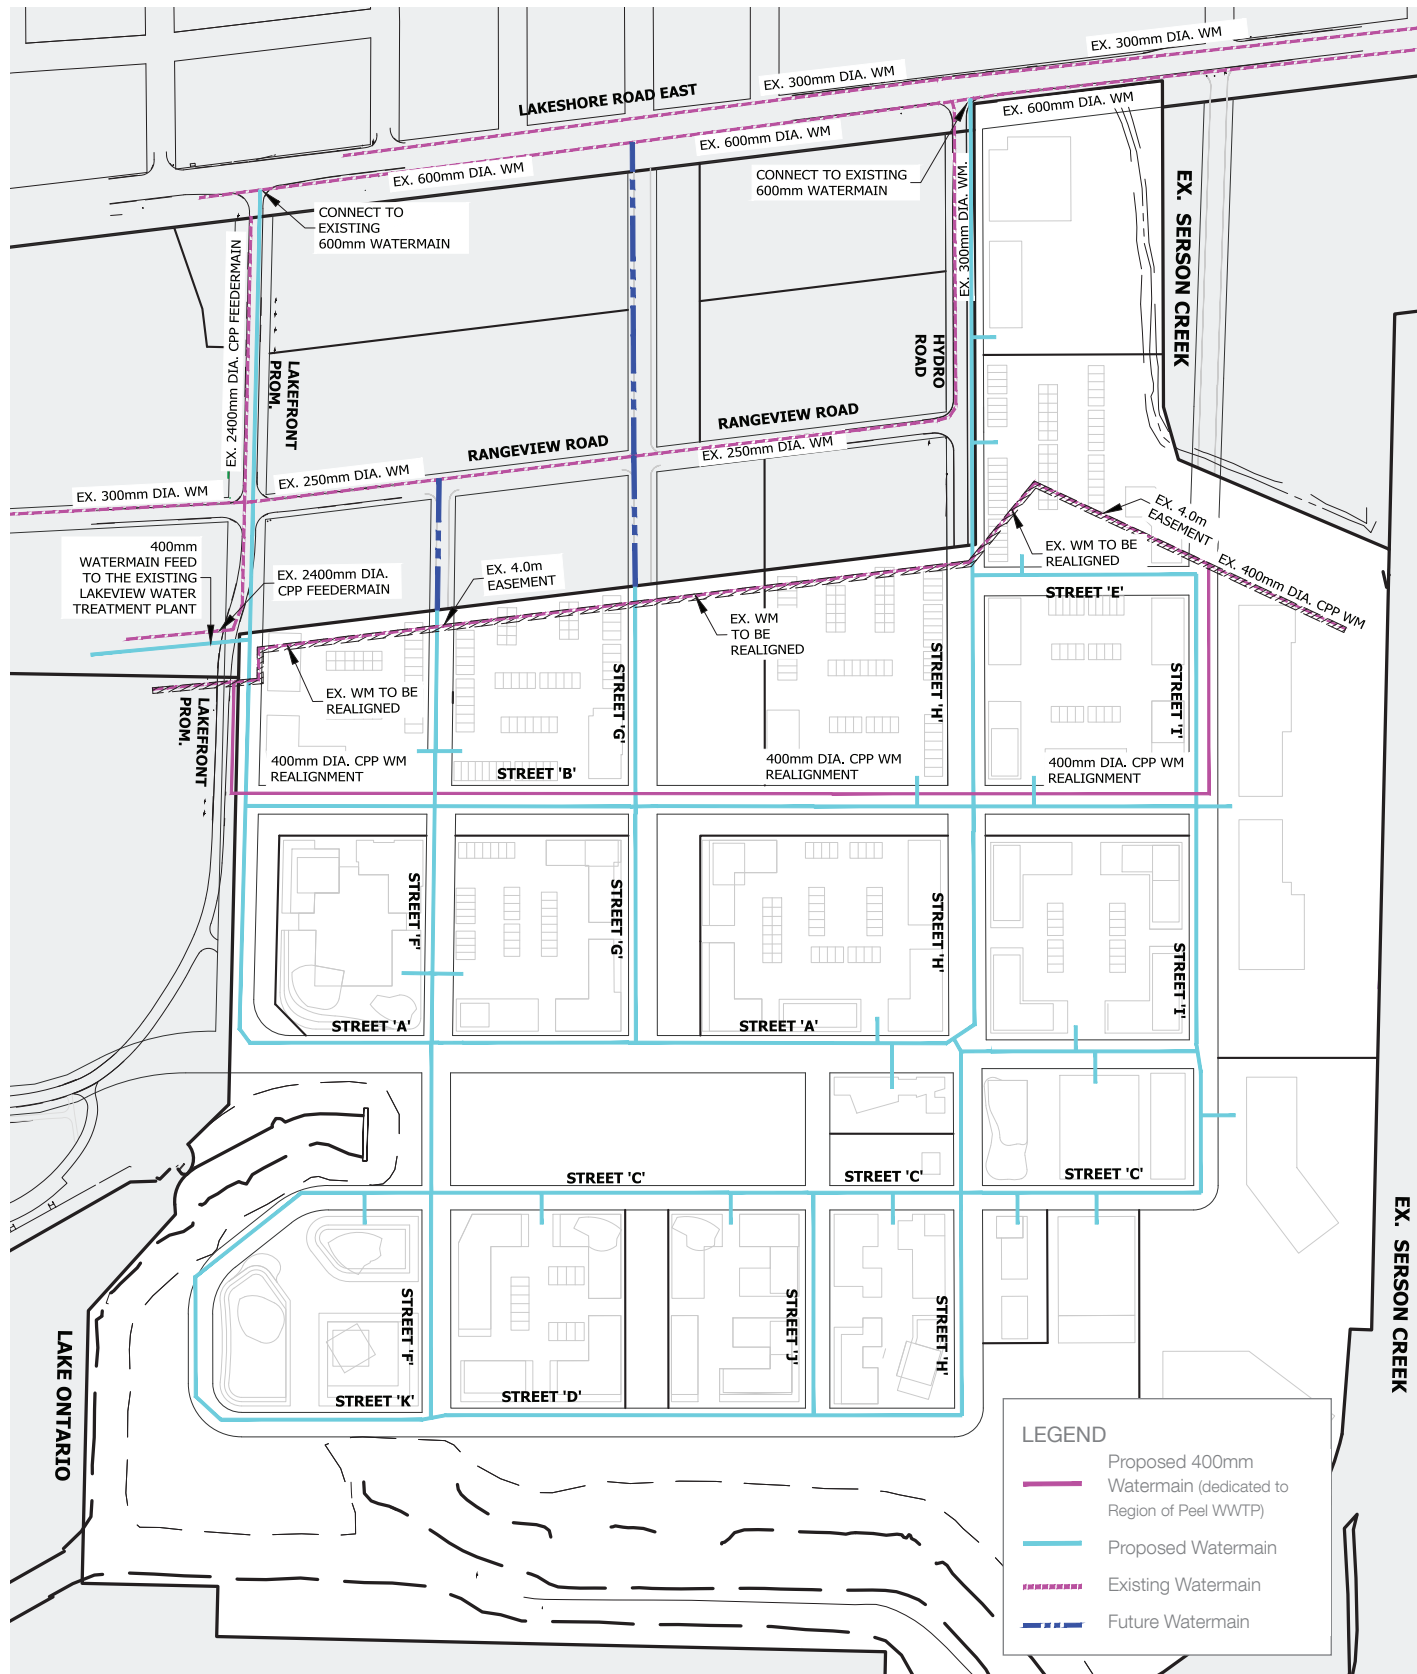 EX. 300mm DIA. WM
EX. 300mm DIA. WM
LAKESHORE ROAD EAST
EX. 600mm DIA. WM
EX. 600mm DIA. WM
EX. 600mm DIA. WM
CONNECT TO EXISTING
600mm WATERMAIN
CONNECT TO
EXISTING
600mm WATERMAIN
EX. SERSON CREEK
EX. 300mm DIA. WM.
EX. 2400mm DIA. CPP FEEDERMAIN
HYDRO
ROAD
LAKEFRONT
PROM.
RANGEVIEW ROAD
RANGEVIEW ROAD
EX. 250mm DIA. WM
EX. 250mm DIA. WM
EX. 300mm DIA. WM
EX. 4.0m
EASEMENT
400mm
WATERMAIN FEED
TO THE EXISTING
LAKEVIEW WATER
TREATMENT PLANT
EX. 2400mm DIA.
CPP FEEDERMAIN
EX. 4.0m
EASEMENT
EX. WM TO BE
REALIGNED
EX. 400mm DIA. CPP WM
STREET 'E'
EX. WM
TO BE
REALIGNED
EX. WM TO BE
REALIGNED
LAKEFRONT
PROM.
STREET 'G'
STREET 'H'
STREET 'I'
400mm DIA. CPP WM
REALIGNMENT
STREET 'B'
400mm DIA. CPP WM
REALIGNMENT
400mm DIA. CPP WM
REALIGNMENT
STREET 'F'
STREET 'G'
STREET 'H'
STREET 'I'
STREET 'A'
STREET 'A'
STREET 'C'
STREET 'C'
STREET 'C'
EX. SERSON CREEK
LAKE ONTARIO
STREET 'F'
STREET 'J'
STREET 'H'
STREET 'K'
STREET 'D'
LEGEND
Proposed 400mm
Watermain (dedicated to
Region of Peel WWTP)
Proposed Watermain
Existing Watermain
Future Watermain
H
H